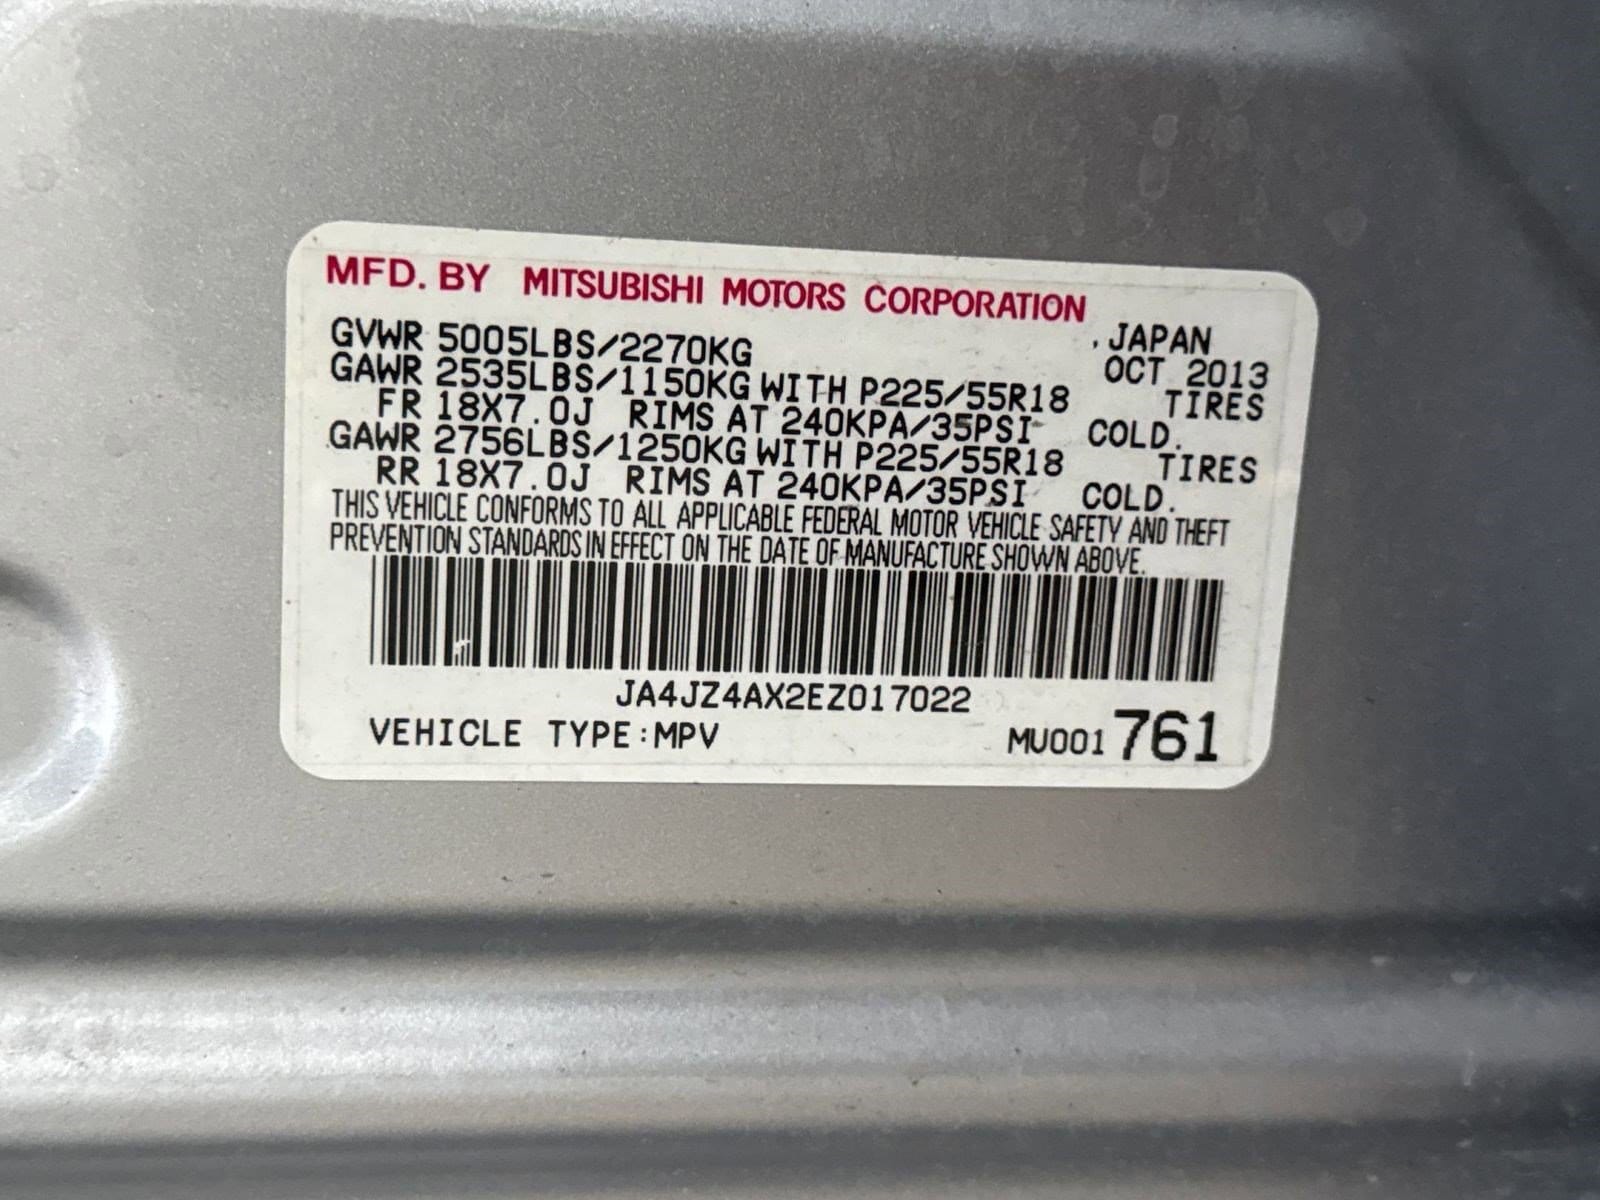 MFD. BY MITSUBISHI MOTORS CORPORATION
GVWR 5005LBS/2270KG JAPAN
OCT 2013
GAWR 2535LBS/1150KG WITH P225/55R18 TIRES
FR 18X7.0J RIMS AT 240KPA/35PSI COLD.
GAWR 2756LBS/1250KG WITH P225/55R18 TIRES
RR 18X7.0J RIMS AT 240KPA/35PSI COLD.
THIS VEHICLE CONFORMS TO ALL APPLICABLE FEDERAL MOTOR VEHICLE SAFETY AND THEFT
PREVENTION STANDARDS IN EFFECT ON THE DATE OF MANUFACTURE SHOWN ABOVE.
JA4JZ4AX2EZ017022
VEHICLE TYPE:MPV MU001 761